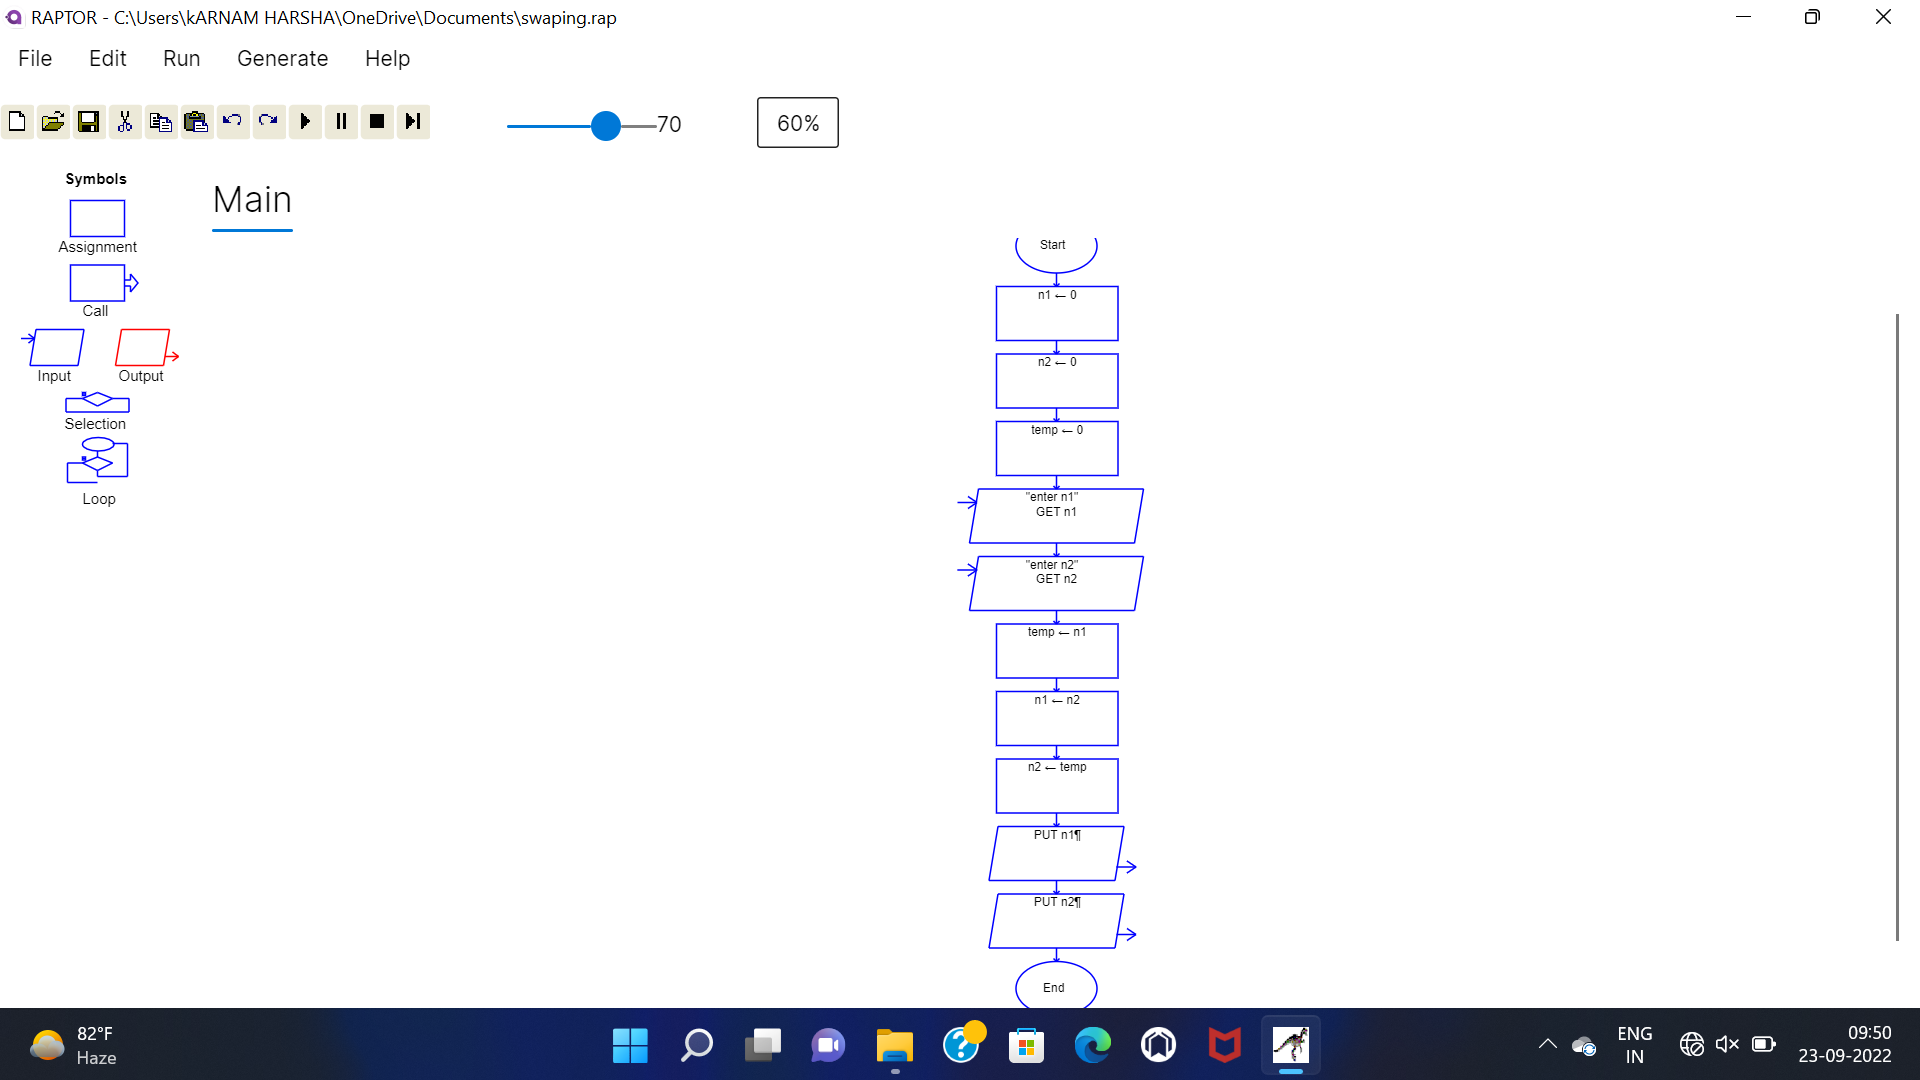 RAPTOR - C:\Users\kARNAM HARSHA\OneDrive\Documents\swaping.rap
File Edit Run Generate Help
70
60%
Symbols
Assignment
Call
Input Output
Selection
Loop
Main
Start
n1 ← 0
n2 ← 0
temp ← 0
"enter n1"
GET n1
"enter n2"
GET n2
temp ← n1
n1 ← n2
n2 ← temp
PUT n1¶
PUT n2¶
End
82°F
Haze
ENG
IN
09:50
23-09-2022